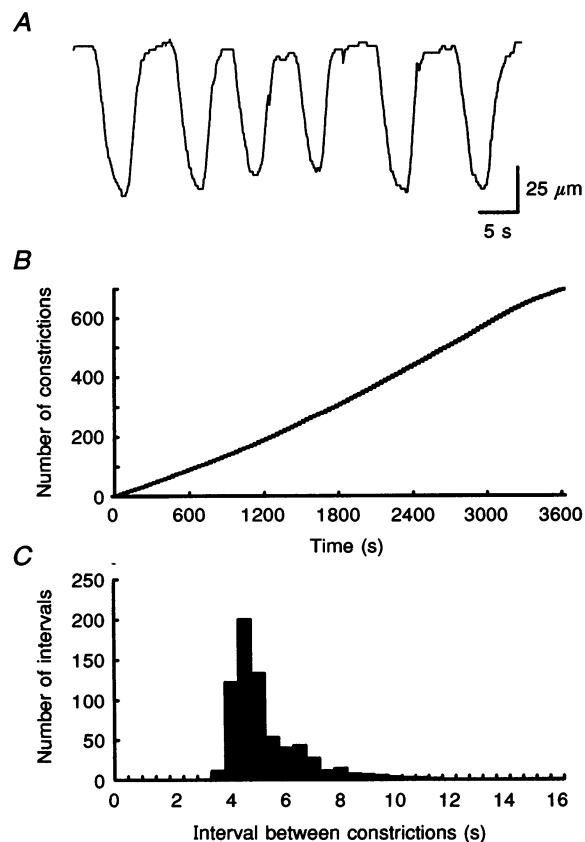 A
25 μm
5 s
B
Number of constrictions
600
400
200
0
0 600 1200 1800 2400 3000 3600
Time (s)
C
Number of intervals
250
200
150
100
50
0
0 2 4 6 8 10 12 14 16
Interval between constrictions (s)